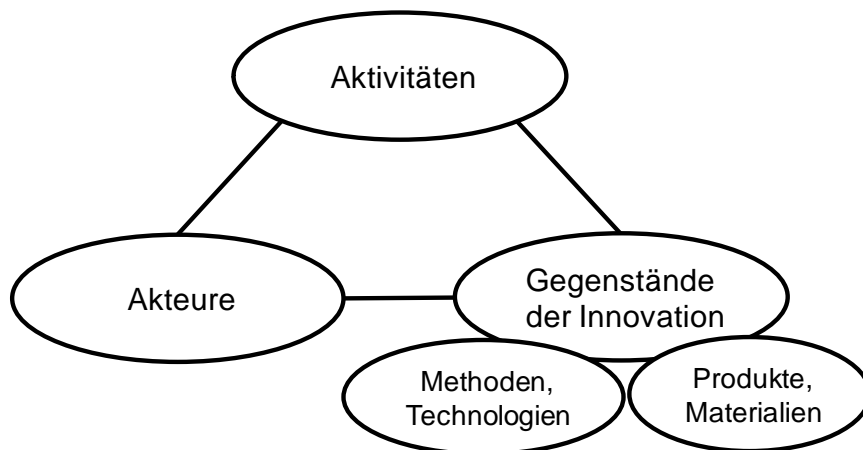 Aktivitäten
Akteure
Gegenstände
der Innovation
Methoden,
Technologien
Produkte,
Materialien